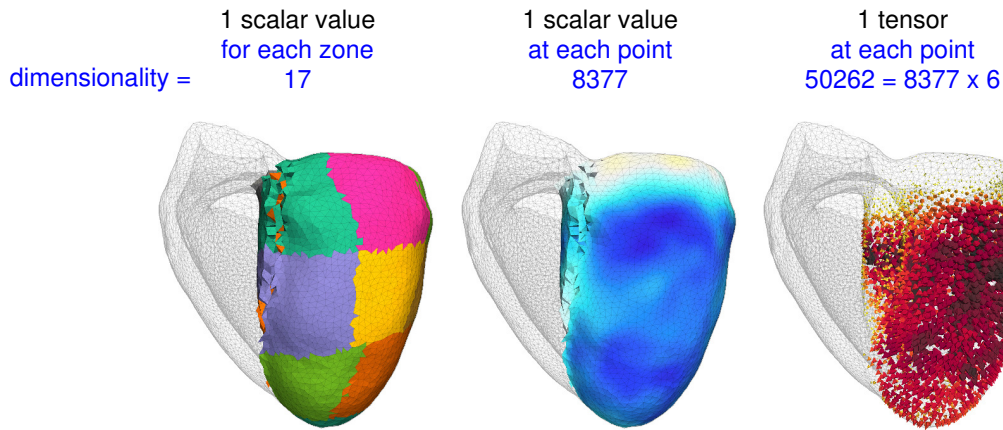 1 scalar value 1 scalar value 1 tensor
for each zone at each point at each point
dimensionality = 17 8377 50262 = 8377 x 6